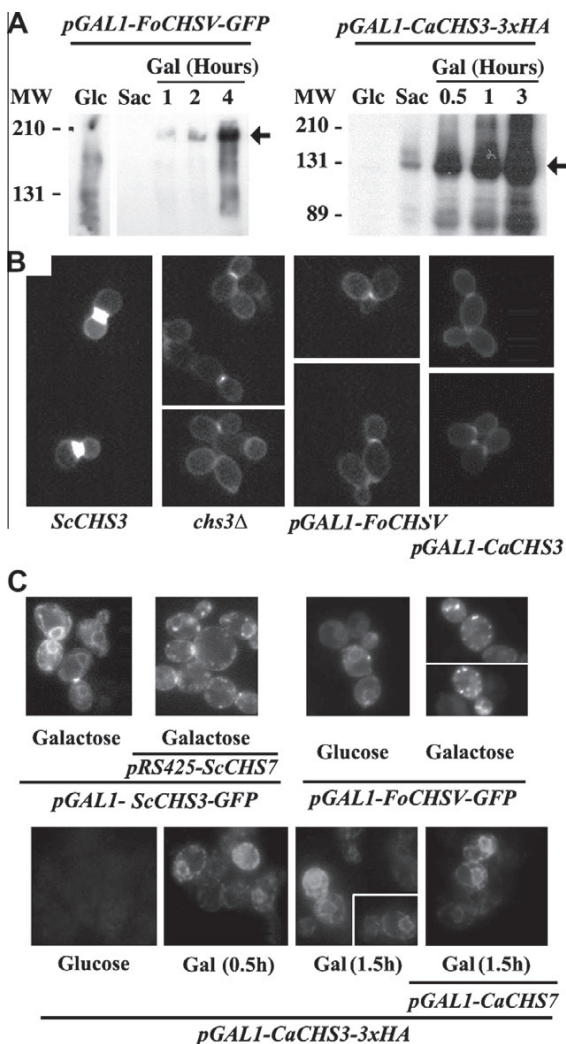 A
pGAL1-FoCHSV-GFP
pGAL1-CaCHS3-3xHA
Gal (Hours)
Gal (Hours)
MW Glc Sac 1 2 4
MW Glc Sac 0.5 1 3
210 -
131 -
210 -
131 -
89 -
B
ScCHS3
chs3Δ
pGAL1-FoCHSV
pGAL1-CaCHS3
C
Galactose
Galactose
Glucose
Galactose
pRS425-ScCHS7
pGAL1- ScCHS3-GFP
pGAL1-FoCHSV-GFP
Glucose
Gal (0.5h)
Gal (1.5h)
Gal (1.5h)
pGAL1-CaCHS7
pGAL1-CaCHS3-3xHA